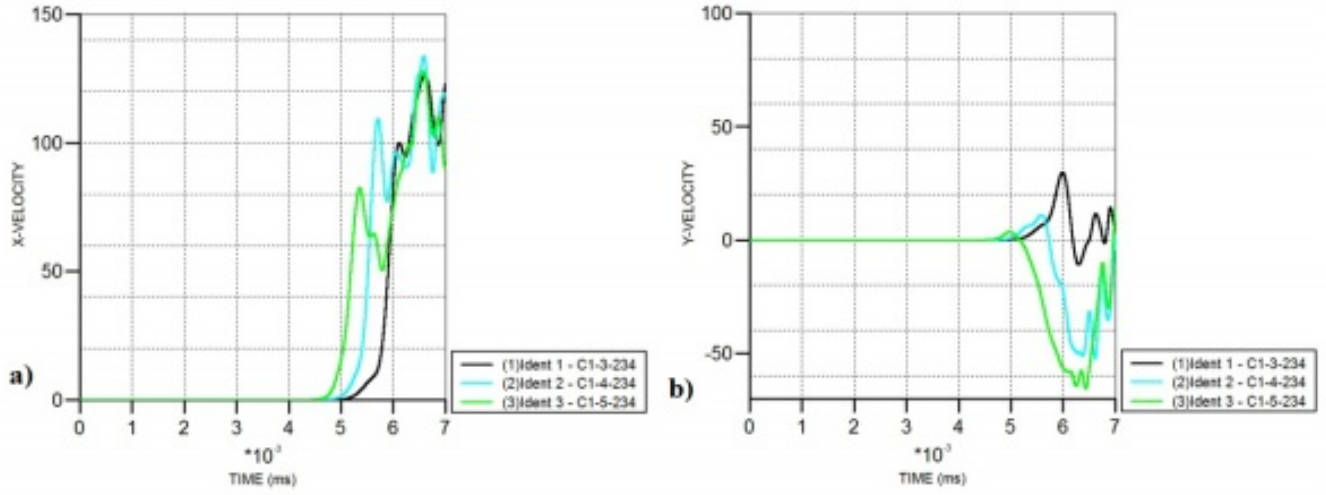 150
100
50
0
X-VELOCITY
0 1 2 3 4 5 6 7
*10⁻³
TIME (ms)
a)
(1)Ident 1 - C1-3-234
(2)Ident 2 - C1-4-234
(3)Ident 3 - C1-5-234
100
50
0
-50
Y-VELOCITY
0 1 2 3 4 5 6 7
*10⁻³
TIME (ms)
b)
(1)Ident 1 - C1-3-234
(2)Ident 2 - C1-4-234
(3)Ident 3 - C1-5-234